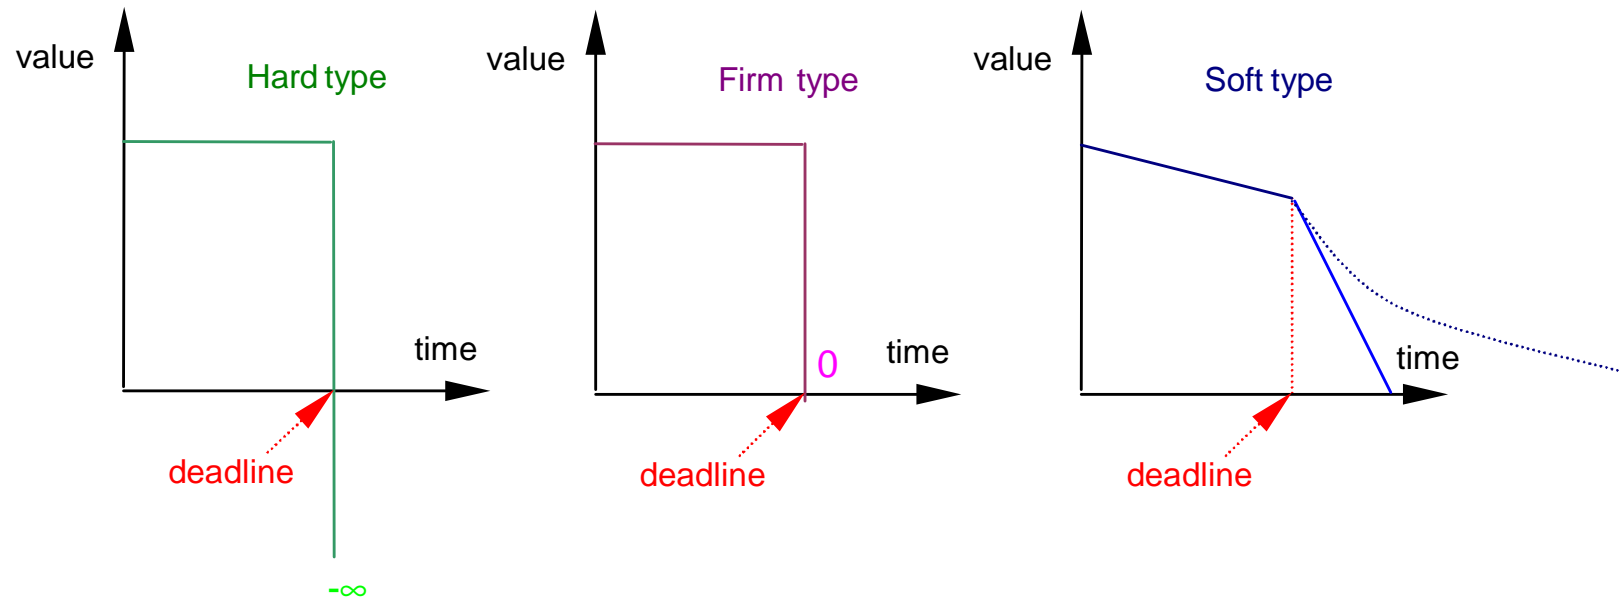 value
Hard type
time
deadline
-∞
value
Firm type
0
time
deadline
value
Soft type
time
deadline